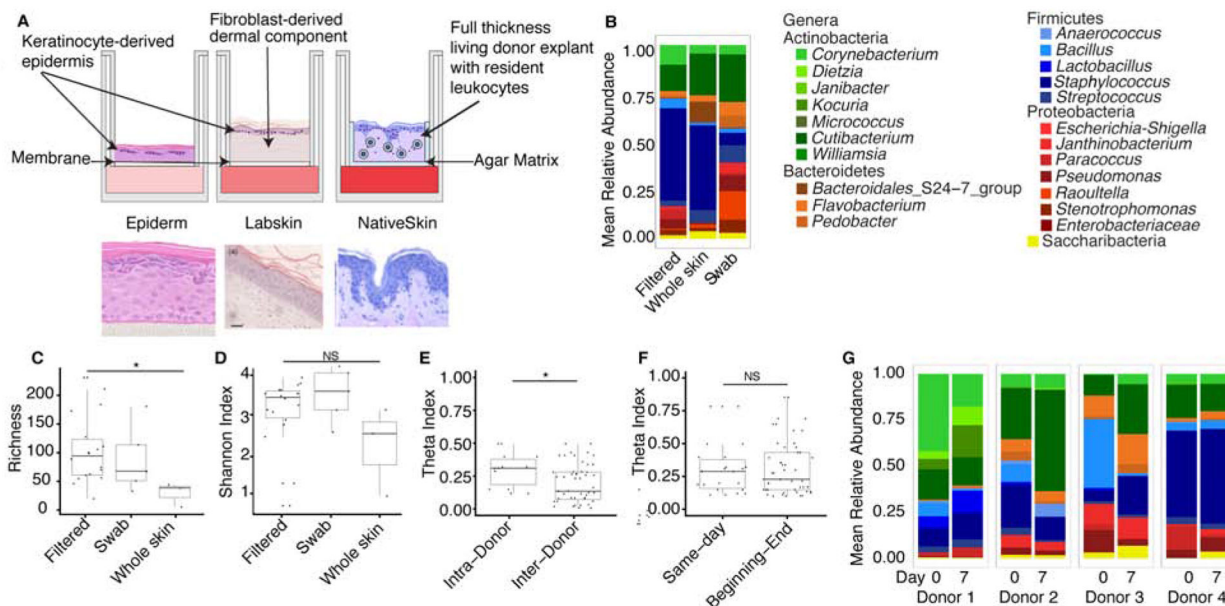 A
Keratinocyte-derived
epidermis
Fibroblast-derived
dermal component
Full thickness
living donor explant
with resident
leukocytes
Membrane
Agar Matrix
Epiderm
Labskin
NativeSkin
B
Mean Relative Abundance
1.00
0.75
0.50
0.25
0.00
Filtered
Whole skin
Swab
Genera
Actinobacteria
Corynebacterium
Dietzia
Janibacter
Kocuria
Micrococcus
Cutibacterium
Williamsia
Bacteroidetes
Bacteroidales_S24-7_group
Flavobacterium
Pedobacter
Firmicutes
Anaerococcus
Bacillus
Lactobacillus
Staphylococcus
Streptococcus
Proteobacteria
Escherichia-Shigella
Janthinobacterium
Paracoccus
Pseudomonas
Raoultella
Stenotrophomonas
Enterobacteriaceae
Saccharibacteria
C
Richness
200
150
100
50
0
*
Filtered
Swab
Whole skin
D
Shannon Index
4
3
2
1
NS
Filtered
Swab
Whole skin
E
Theta Index
1.00
0.75
0.50
0.25
0.00
*
Intra-Donor
Inter-Donor
F
Theta Index
1.00
0.75
0.50
0.25
0.00
NS
Same-day
Beginning-End
G
Mean Relative Abundance
1.00
0.75
0.50
0.25
0.00
Day 0 7 0 7 0 7 0 7
Donor 1 Donor 2 Donor 3 Donor 4